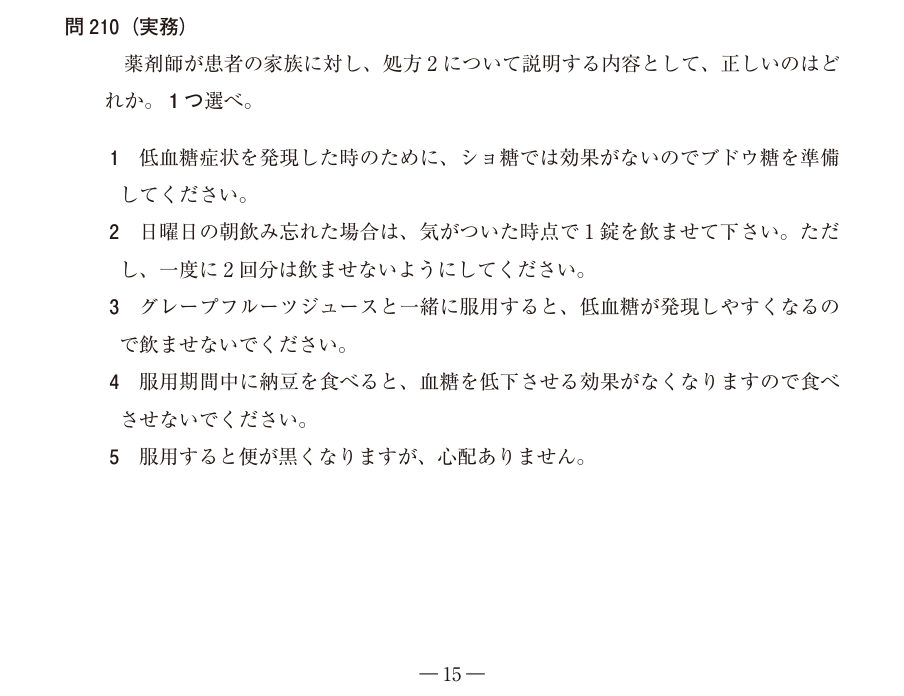 問 210（実務）
薬剤師が患者の家族に対し、処方２について説明する内容として、正しいのはど
れか。１つ選べ。
1　低血糖症状を発現した時のために、ショ糖では効果がないのでブドウ糖を準備
してください。
2　日曜日の朝飲み忘れた場合は、気がついた時点で１錠を飲ませて下さい。ただ
し、一度に２回分は飲ませないようにしてください。
3　グレープフルーツジュースと一緒に服用すると、低血糖が発現しやすくなるの
で飲ませないでください。
4　服用期間中に納豆を食べると、血糖を低下させる効果がなくなりますので食べ
させないでください。
5　服用すると便が黒くなりますが、心配ありません。
― 15 ―